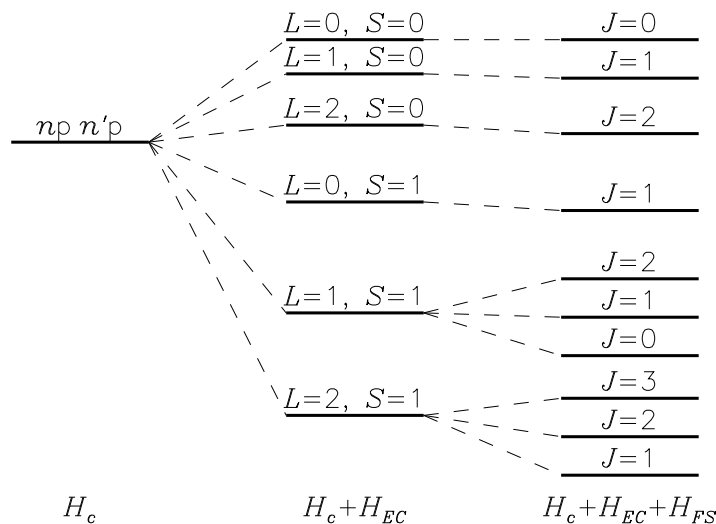 L=0, S=0
J=0
L=1, S=0
J=1
np n′p
L=2, S=0
J=2
L=0, S=1
J=1
J=2
L=1, S=1
J=1
J=0
L=2, S=1
J=3
J=2
J=1
H_c
H_c+H_EC
H_c+H_EC+H_FS